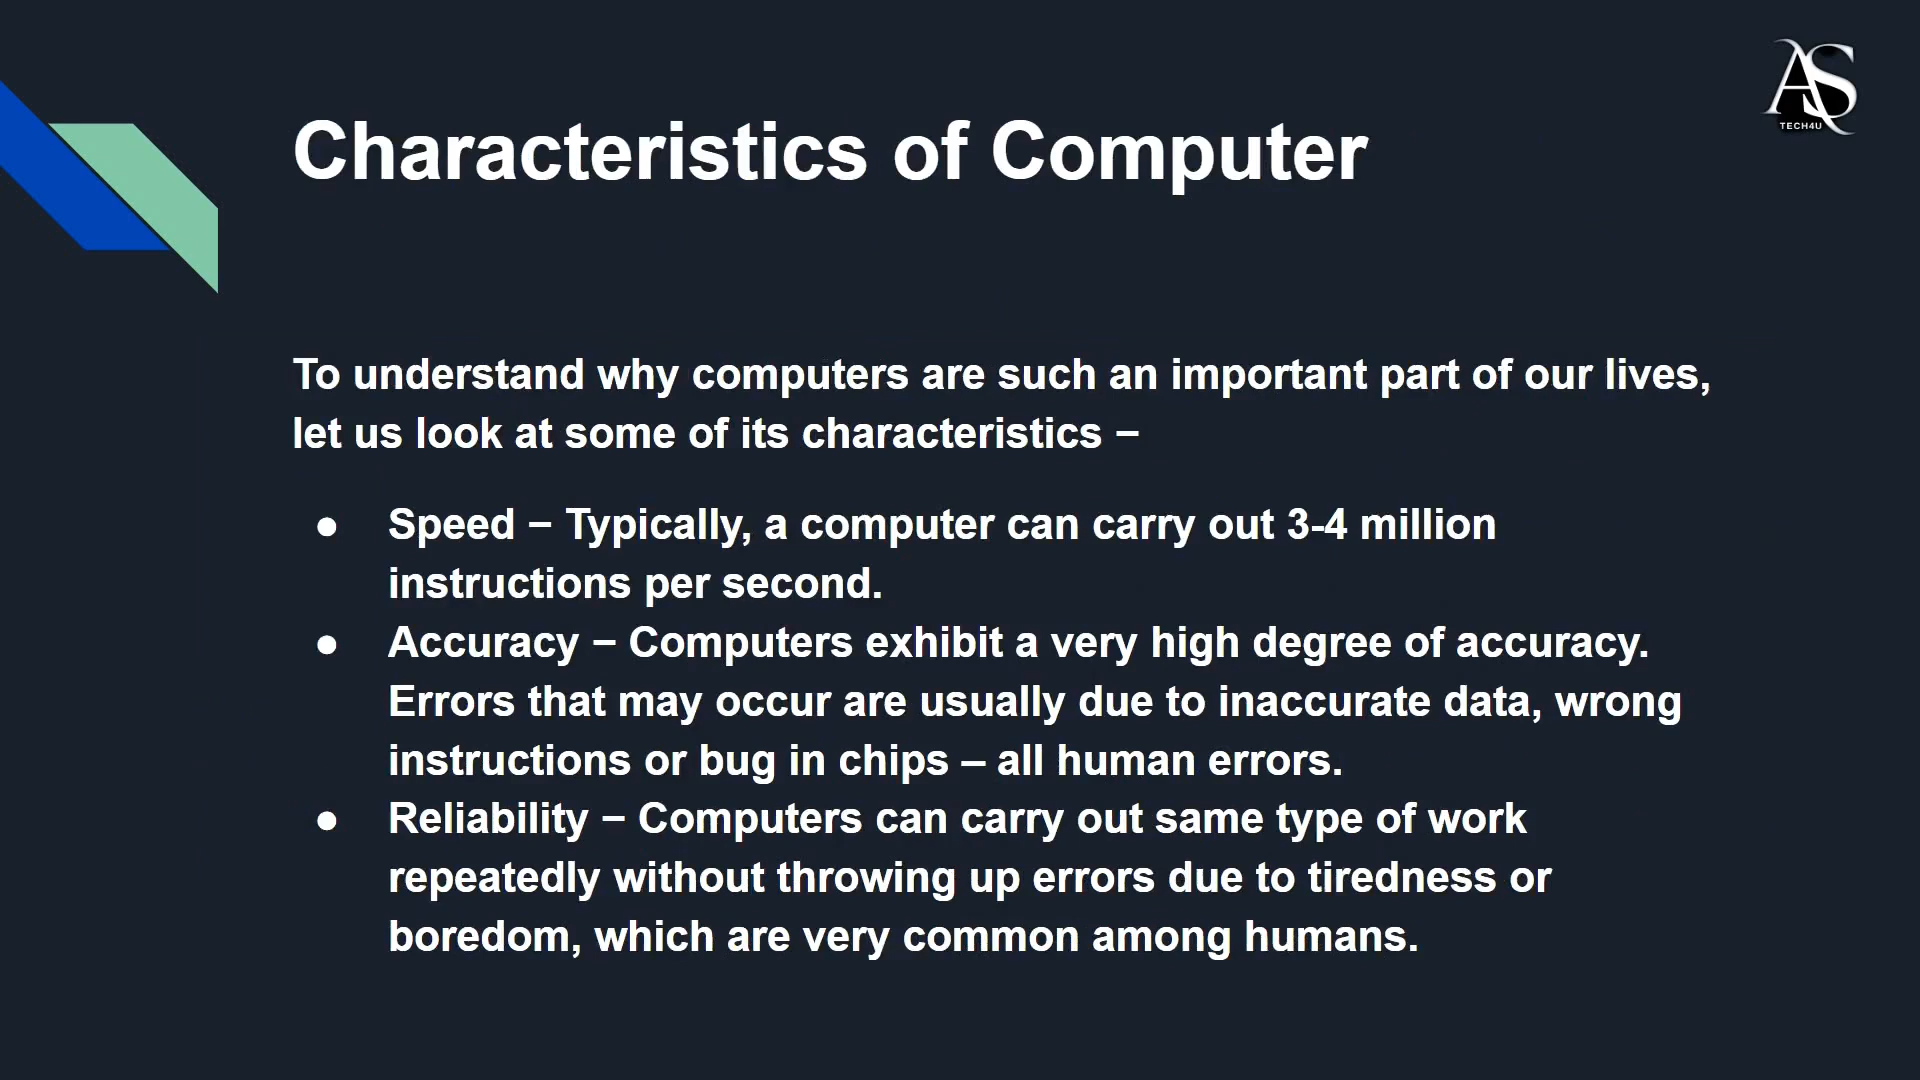 AS
TECH4U
Characteristics of Computer
To understand why computers are such an important part of our lives,
let us look at some of its characteristics −
● Speed − Typically, a computer can carry out 3-4 million
instructions per second.
● Accuracy − Computers exhibit a very high degree of accuracy.
Errors that may occur are usually due to inaccurate data, wrong
instructions or bug in chips – all human errors.
● Reliability − Computers can carry out same type of work
repeatedly without throwing up errors due to tiredness or
boredom, which are very common among humans.